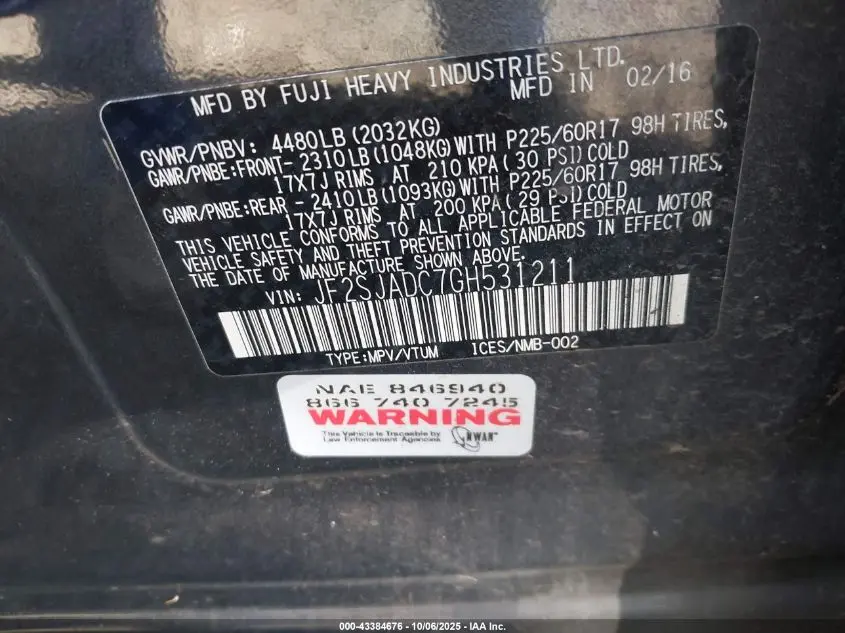 MFD BY FUJI HEAVY INDUSTRIES LTD.
MFD IN 02/16
GVWR/PNBV: 4480LB(2032KG)
GAWR/PNBE:FRONT- 2310LB(1048KG)WITH P225/60R17 98H TIRES,
17X7J RIMS AT 210 KPA( 30 PSI)COLD
GAWR/PNBE:REAR - 2410LB(1093KG)WITH P225/60R17 98H TIRES,
17X7J RIMS AT 200 KPA( 29 PSI)COLD
THIS VEHICLE CONFORMS TO ALL APPLICABLE FEDERAL MOTOR
VEHICLE SAFETY AND THEFT PREVENTION STANDARDS IN EFFECT ON
THE DATE OF MANUFACTURE SHOWN ABOVE.
VIN: JF2SJADC7GH531211
TYPE:MPV/VTUM ICES/NMB-002
NAE 846940
866 740 7245
WARNING
This Vehicle is Traceable by
Law Enforcement Agencies
NWAN
000-43384676 - 10/06/2025 - IAA Inc.